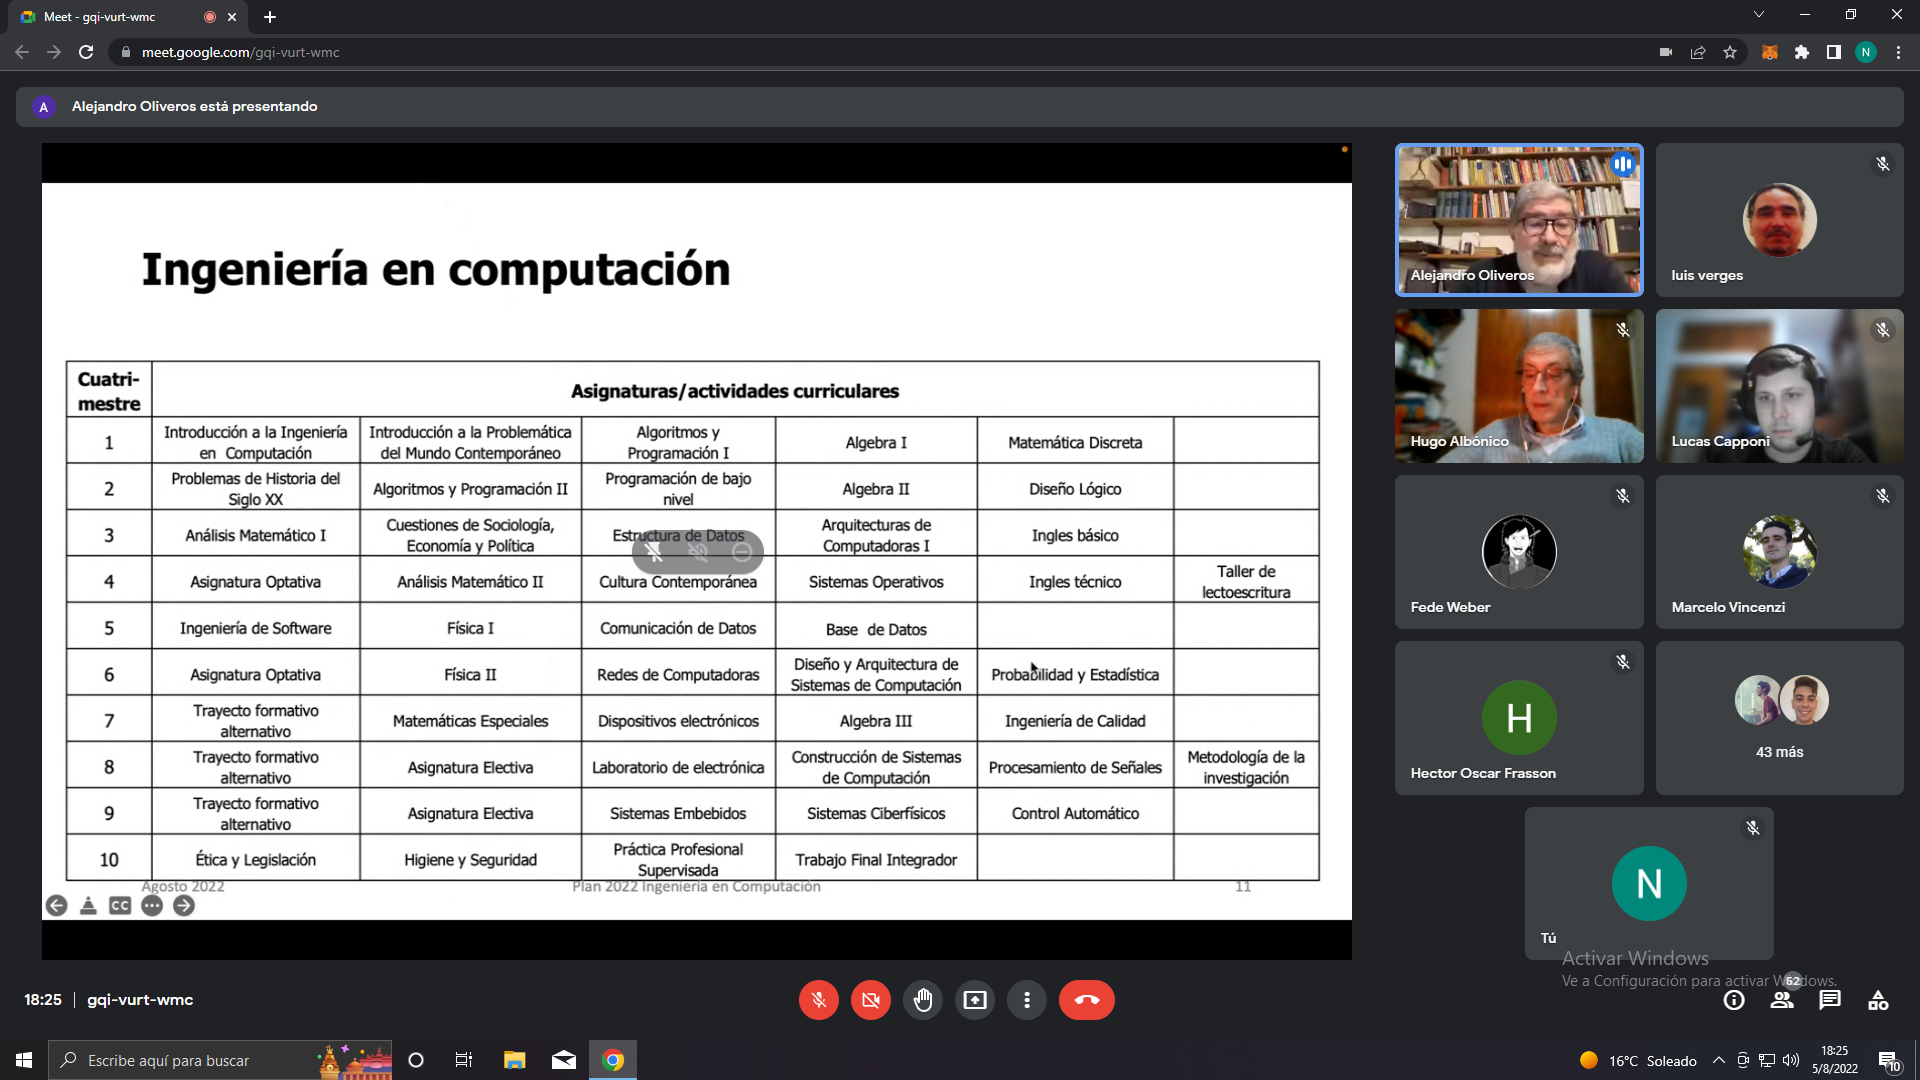 Meet - gqi-vurt-wmc
meet.google.com/gqi-vurt-wmc
N
A
Alejandro Oliveros está presentando
Ingeniería en computación
Cuatri-
mestre
Asignaturas/actividades curriculares
1
Introducción a la Ingeniería
en Computación
Introducción a la Problemática
del Mundo Contemporáneo
Algoritmos y
Programación I
Algebra I
Matemática Discreta
2
Problemas de Historia del
Siglo XX
Algoritmos y Programación II
Programación de bajo
nivel
Algebra II
Diseño Lógico
3
Análisis Matemático I
Cuestiones de Sociología,
Economía y Política
Estructura de Datos
Arquitecturas de
Computadoras I
Ingles básico
4
Asignatura Optativa
Análisis Matemático II
Cultura Contemporánea
Sistemas Operativos
Ingles técnico
Taller de
lectoescritura
5
Ingeniería de Software
Física I
Comunicación de Datos
Base de Datos
6
Asignatura Optativa
Física II
Redes de Computadoras
Diseño y Arquitectura de
Sistemas de Computación
Probabilidad y Estadística
7
Trayecto formativo
alternativo
Matemáticas Especiales
Dispositivos electrónicos
Algebra III
Ingeniería de Calidad
8
Trayecto formativo
alternativo
Asignatura Electiva
Laboratorio de electrónica
Construcción de Sistemas
de Computación
Procesamiento de Señales
Metodología de la
investigación
9
Trayecto formativo
alternativo
Asignatura Electiva
Sistemas Embebidos
Sistemas Ciberfísicos
Control Automático
10
Ética y Legislación
Higiene y Seguridad
Práctica Profesional
Supervisada
Trabajo Final Integrador
Agosto 2022
Plan 2022 Ingeniería en Computación
11
CC
Alejandro Oliveros
luis verges
Hugo Albónico
Lucas Capponi
Fede Weber
Marcelo Vincenzi
H
Hector Oscar Frasson
43 más
N
Tú
Activar Windows
Ve a Configuración para activar Windows.
18:25 | gqi-vurt-wmc
52
Escribe aquí para buscar
16°C Soleado
18:25
5/8/2022
10